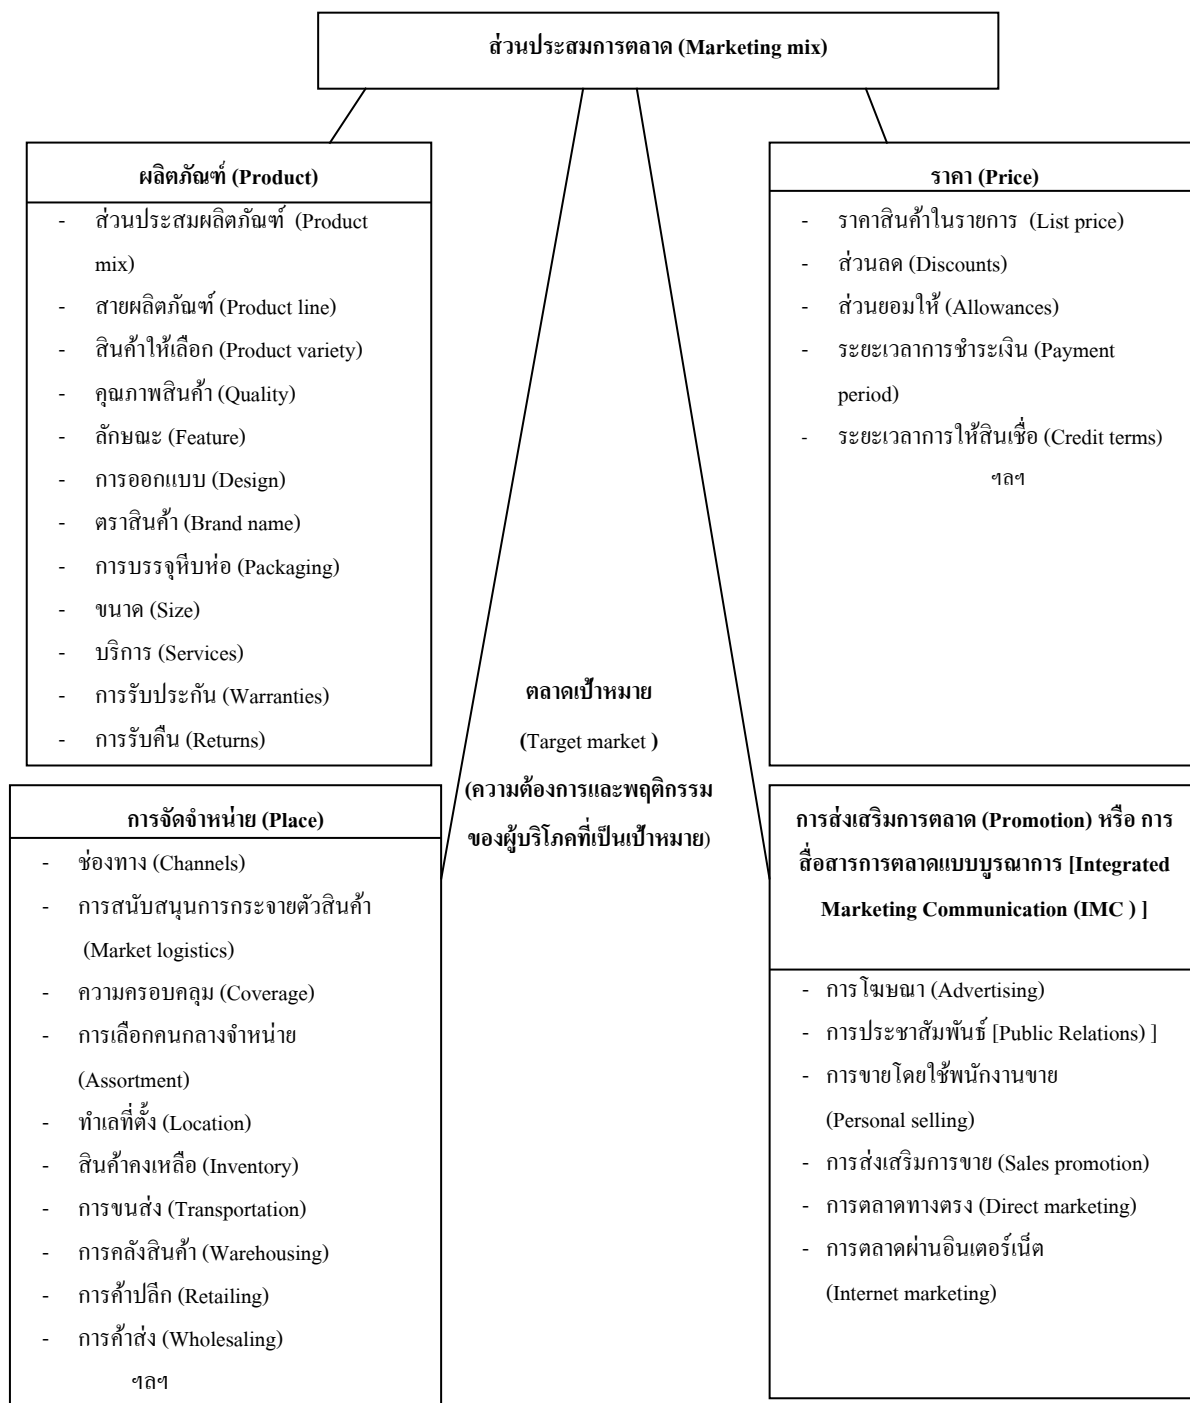 ส่วนประสมการตลาด (Marketing mix)
ผลิตภัณฑ์ (Product)
- ส่วนประสมผลิตภัณฑ์ (Product
mix)
- สายผลิตภัณฑ์ (Product line)
- สินค้าให้เลือก (Product variety)
- คุณภาพสินค้า (Quality)
- ลักษณะ (Feature)
- การออกแบบ (Design)
- ตราสินค้า (Brand name)
- การบรรจุหีบห่อ (Packaging)
- ขนาด (Size)
- บริการ (Services)
- การรับประกัน (Warranties)
- การรับคืน (Returns)
ราคา (Price)
- ราคาสินค้าในรายการ (List price)
- ส่วนลด (Discounts)
- ส่วนยอมให้ (Allowances)
- ระยะเวลาการชำระเงิน (Payment
period)
- ระยะเวลาการให้สินเชื่อ (Credit terms)
ฯลฯ
ตลาดเป้าหมาย
(Target market )
(ความต้องการและพฤติกรรม
ของผู้บริโภคที่เป็นเป้าหมาย)
การจัดจำหน่าย (Place)
- ช่องทาง (Channels)
- การสนับสนุนการกระจายตัวสินค้า
(Market logistics)
- ความครอบคลุม (Coverage)
- การเลือกคนกลางจำหน่าย
(Assortment)
- ทำเลที่ตั้ง (Location)
- สินค้าคงเหลือ (Inventory)
- การขนส่ง (Transportation)
- การคลังสินค้า (Warehousing)
- การค้าปลีก (Retailing)
- การค้าส่ง (Wholesaling)
ฯลฯ
การส่งเสริมการตลาด (Promotion) หรือ การ
สื่อสารการตลาดแบบบูรณาการ [Integrated
Marketing Communication (IMC ) ]
- การโฆษณา (Advertising)
- การประชาสัมพันธ์ [Public Relations) ]
- การขายโดยใช้พนักงานขาย
(Personal selling)
- การส่งเสริมการขาย (Sales promotion)
- การตลาดทางตรง (Direct marketing)
- การตลาดผ่านอินเตอร์เน็ต
(Internet marketing)